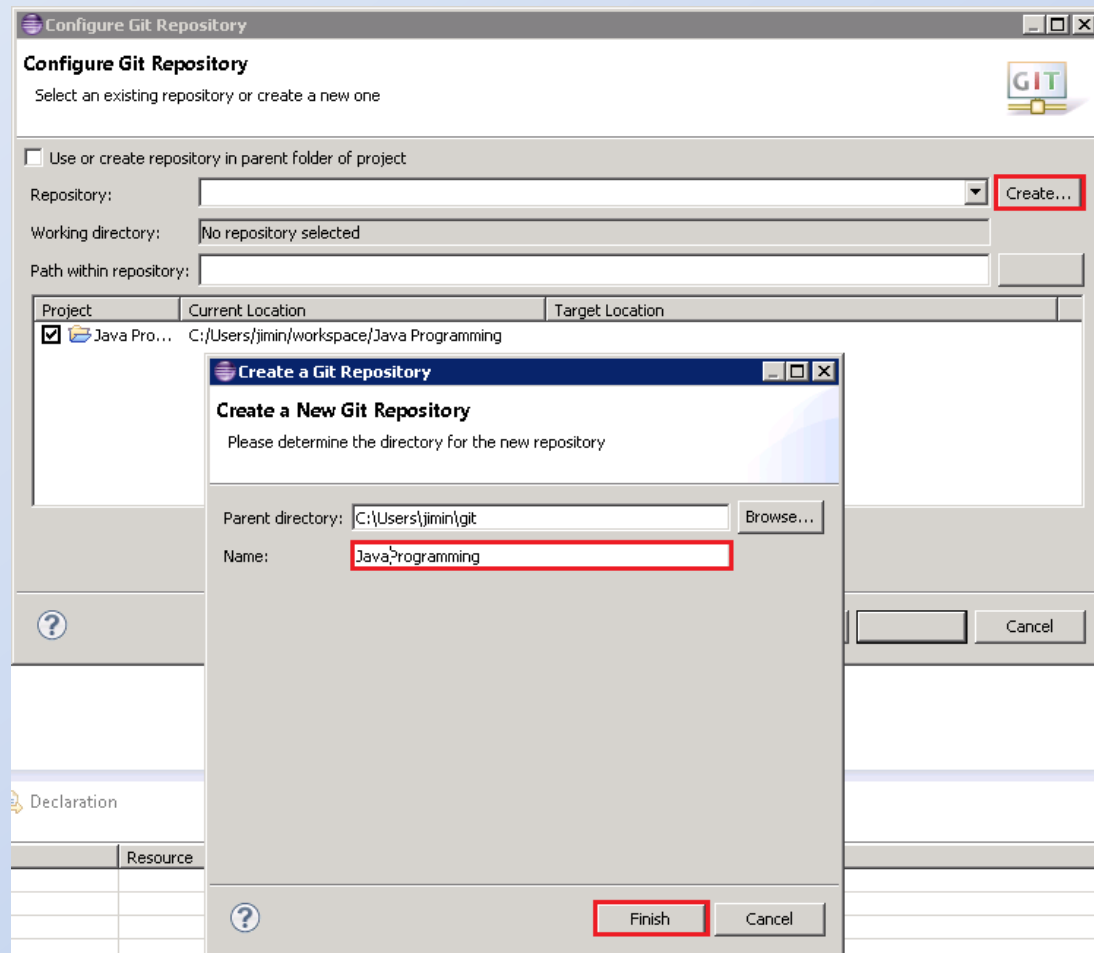 Configure Git Repository
Configure Git Repository
Select an existing repository or create a new one
GIT
Use or create repository in parent folder of project
Repository:
Create...
Working directory: No repository selected
Path within repository:
Project Current Location Target Location
Java Pro... C:/Users/jimin/workspace/Java Programming
Create a Git Repository
Create a New Git Repository
Please determine the directory for the new repository
Parent directory: C:\Users\jimin\git Browse...
Name: JavaProgramming
Cancel
Declaration
Resource
Finish Cancel